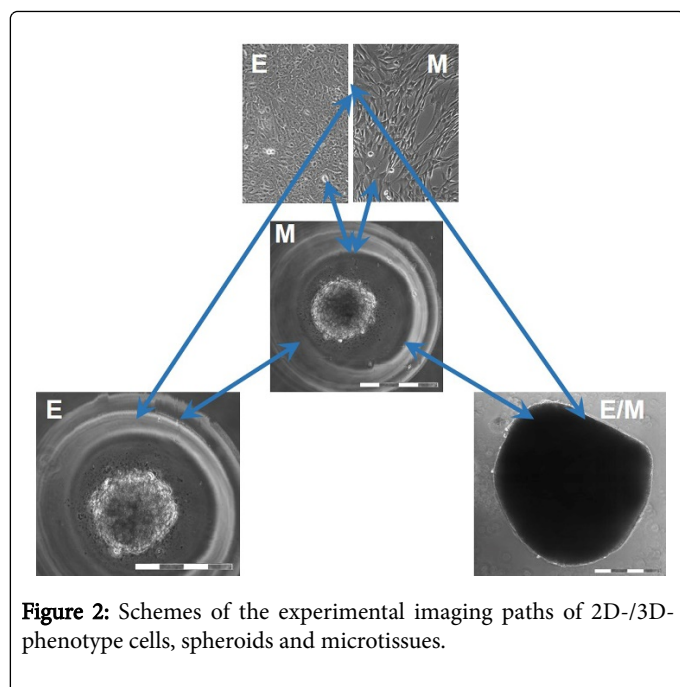 E M
M
E E/M
Figure 2: Schemes of the experimental imaging paths of 2D-/3D-
phenotype cells, spheroids and microtissues.